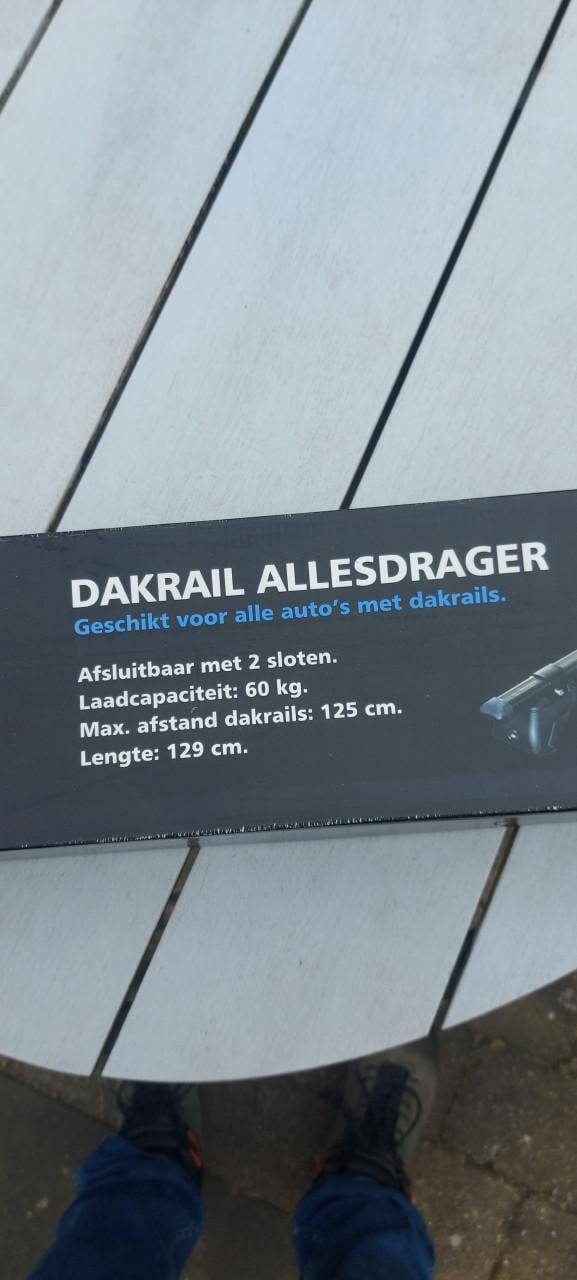 DAKRAIL ALLESDRAGER
Geschikt voor alle auto's met dakrails.
Afsluitbaar met 2 sloten.
Laadcapaciteit: 60 kg.
Max. afstand dakrails: 125 cm.
Lengte: 129 cm.